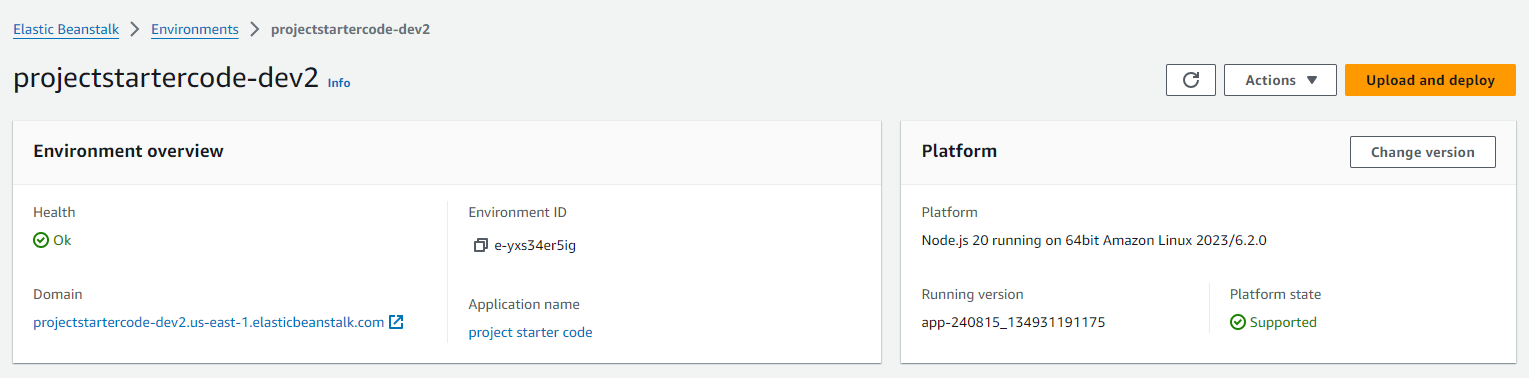 Elastic Beanstalk > Environments > projectstartercode-dev2
projectstartercode-dev2 Info
Actions
Upload and deploy
Environment overview
Health
Ok
Domain
projectstartercode-dev2.us-east-1.elasticbeanstalk.com
Environment ID
e-yxs34er5ig
Application name
project starter code
Platform
Change version
Platform
Node.js 20 running on 64bit Amazon Linux 2023/6.2.0
Running version
app-240815_134931191175
Platform state
Supported